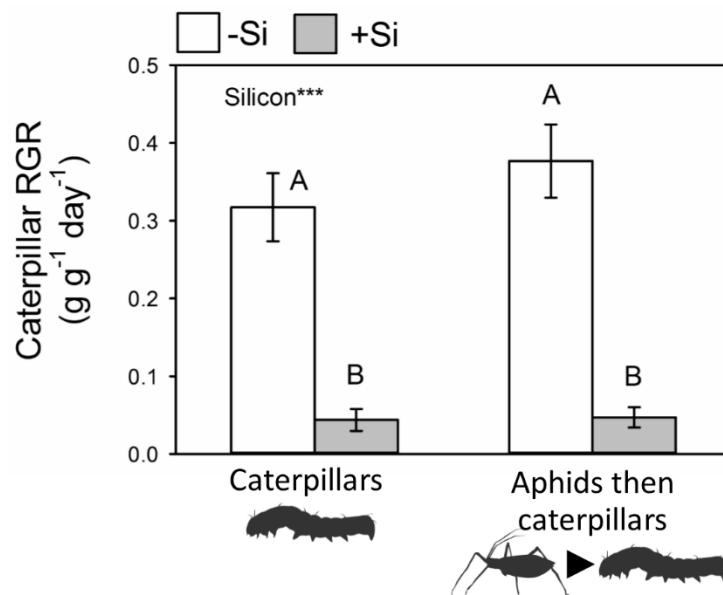 -Si +Si
Silicon***
Caterpillar RGR
(g g⁻¹ day⁻¹)
0.5
0.4
0.3
0.2
0.1
0.0
A
B
A
B
Caterpillars
Aphids then
caterpillars